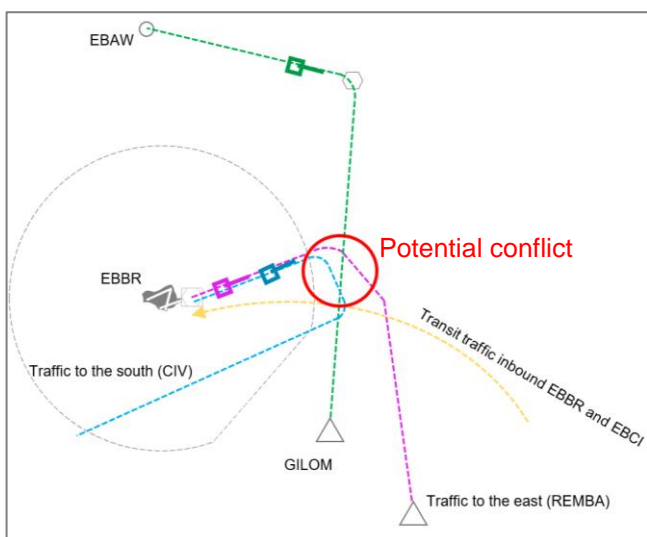 EBAW
Potential conflict
EBBR
Transit traffic inbound EBBR and EBCI
Traffic to the south (CIV)
GILOM
Traffic to the east (REMBA)